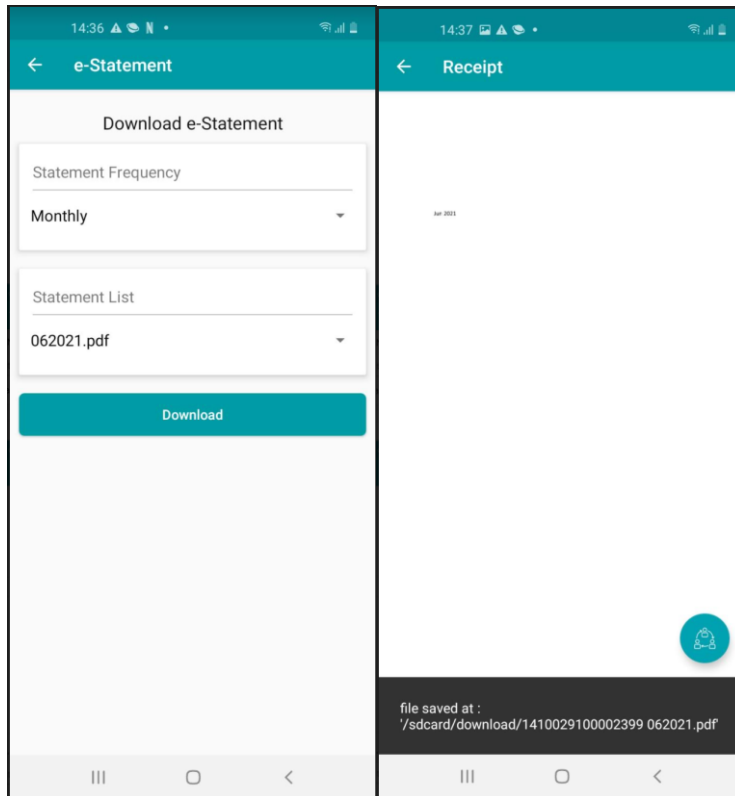 14:36
e-Statement
Download e-Statement
Statement Frequency
Monthly
Statement List
062021.pdf
Download
14:37
Receipt
2021
file saved at :
'/sdcard/download/1410029100002399 062021.pdf'